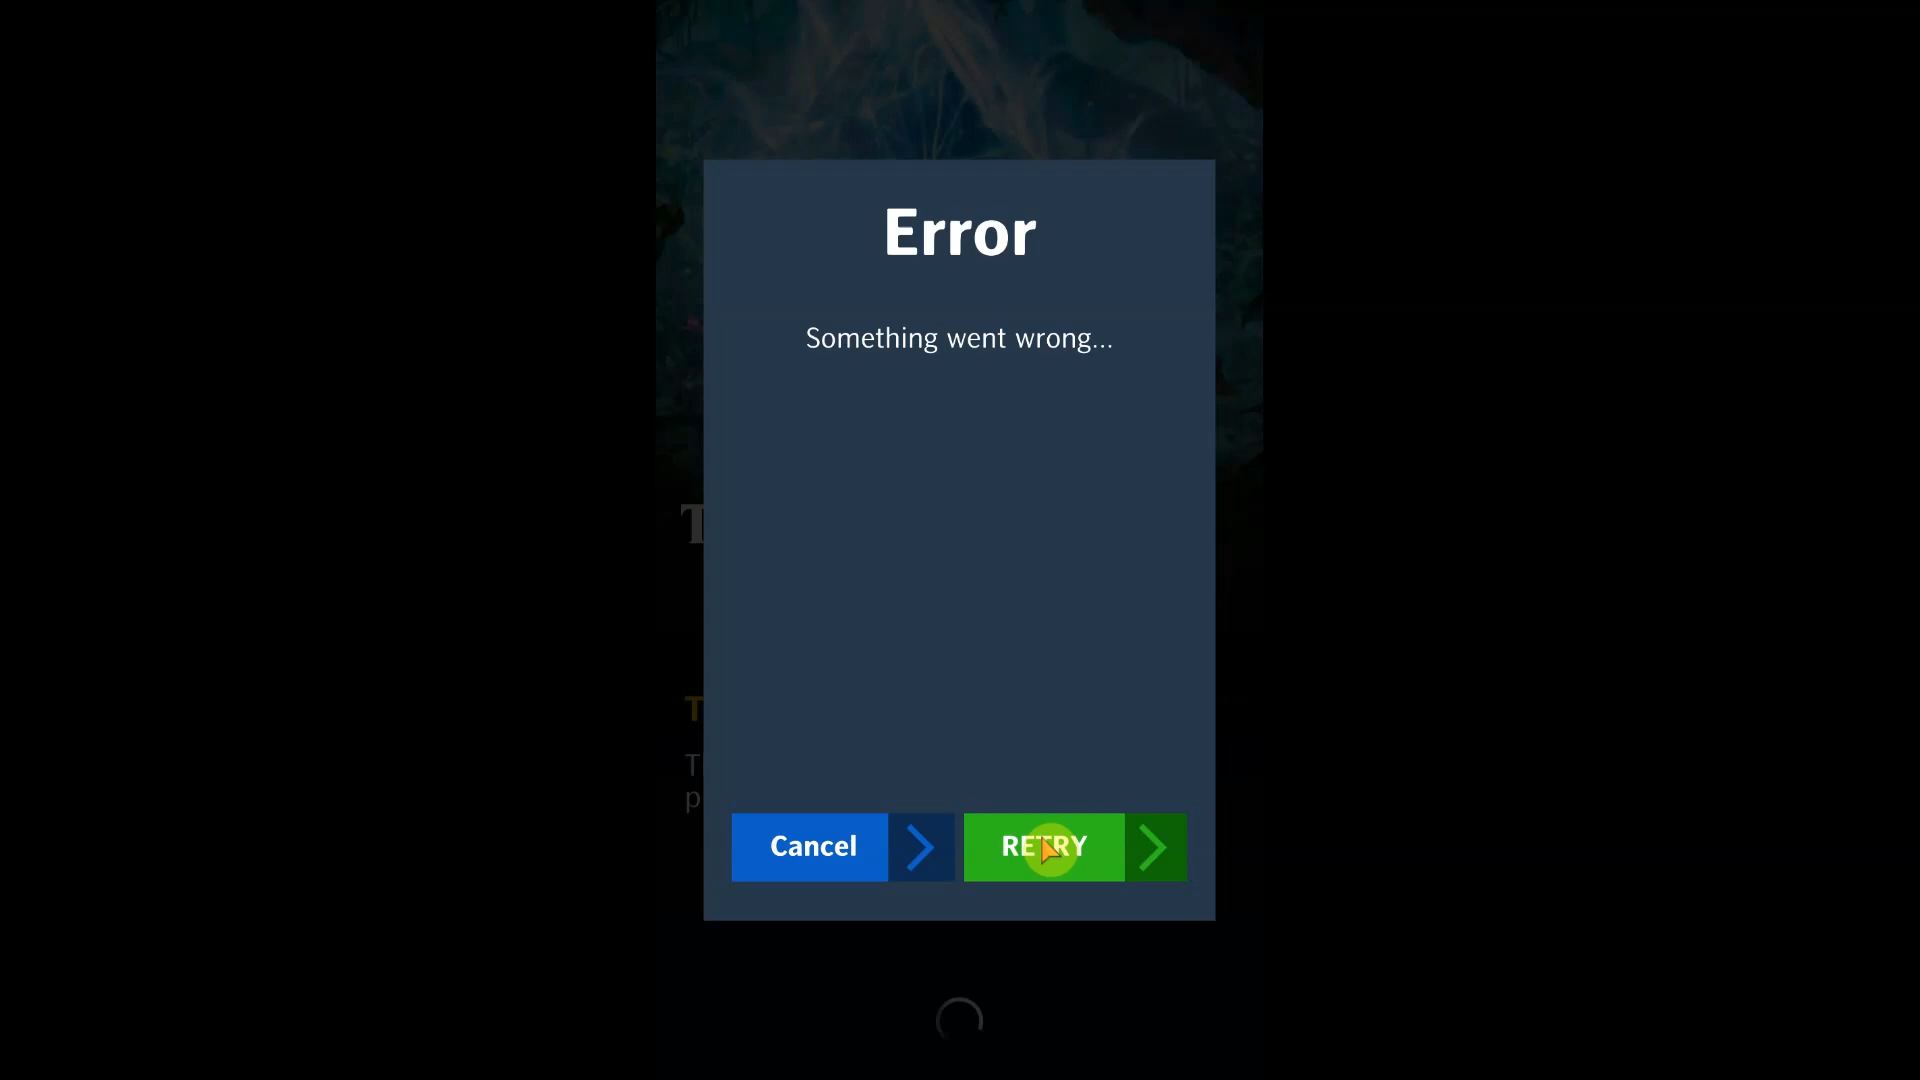 Error
Something went wrong...
Cancel
RETRY